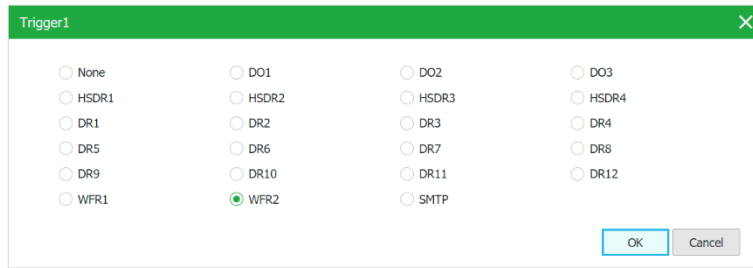 Trigger1
None DO1 DO2 DO3
HSDR1 HSDR2 HSDR3 HSDR4
DR1 DR2 DR3 DR4
DR5 DR6 DR7 DR8
DR9 DR10 DR11 DR12
WFR1 WFR2 SMTP
OK Cancel